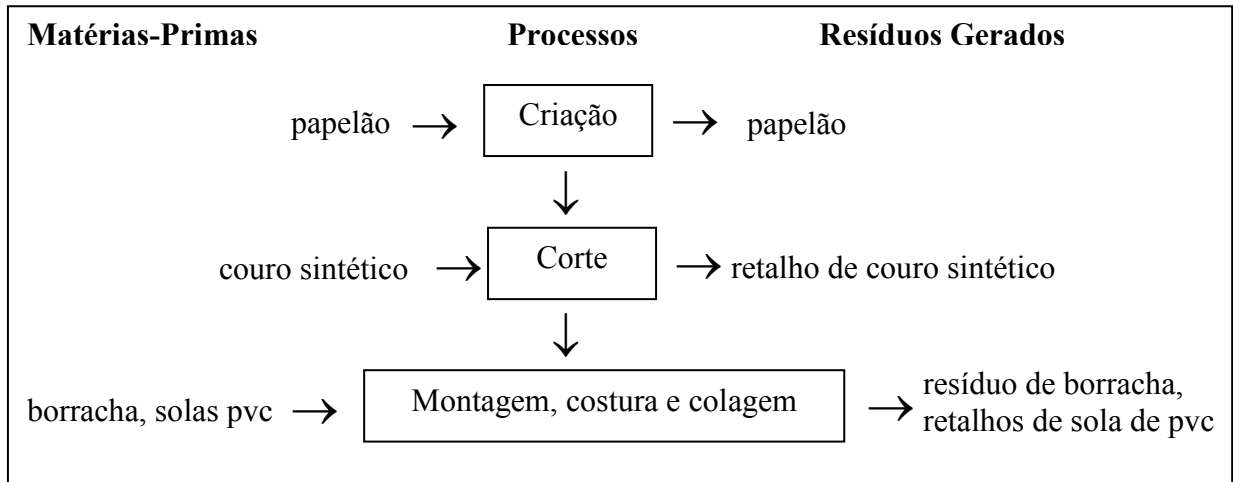 Matérias-Primas Processos Resíduos Gerados
papelão → Criação → papelão
↓
couro sintético → Corte → retalho de couro sintético
↓
borracha, solas pvc → Montagem, costura e colagem → resíduo de borracha,
retalhos de sola de pvc